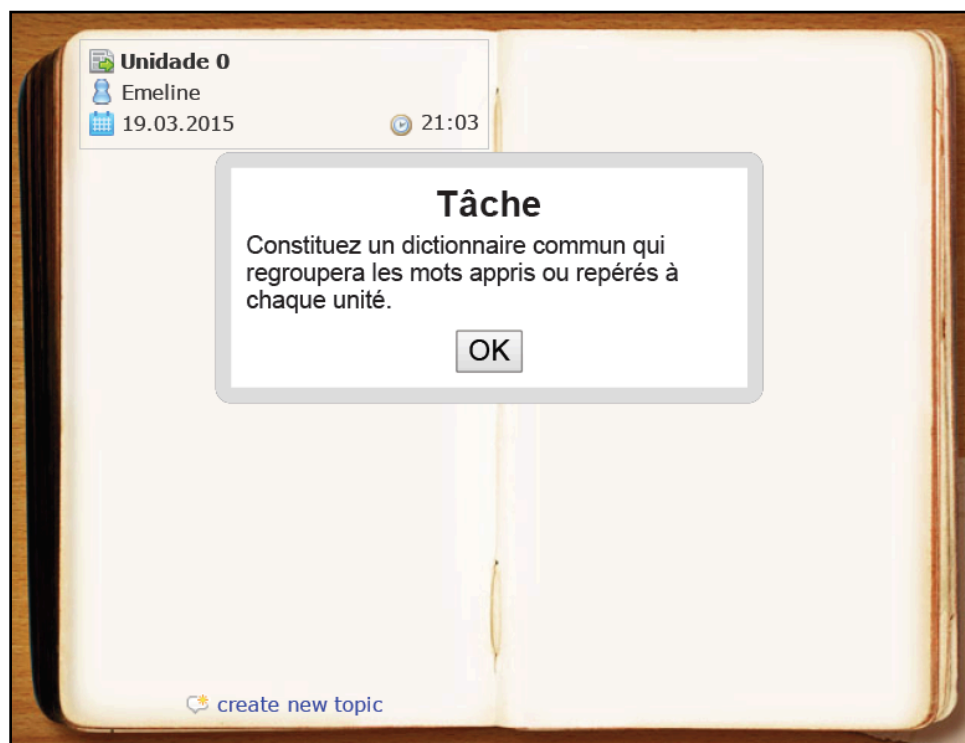 Unidade 0
Emeline
19.03.2015 21:03
Tâche
Constituez un dictionnaire commun qui
regroupera les mots appris ou repérés à
chaque unité.
OK
create new topic